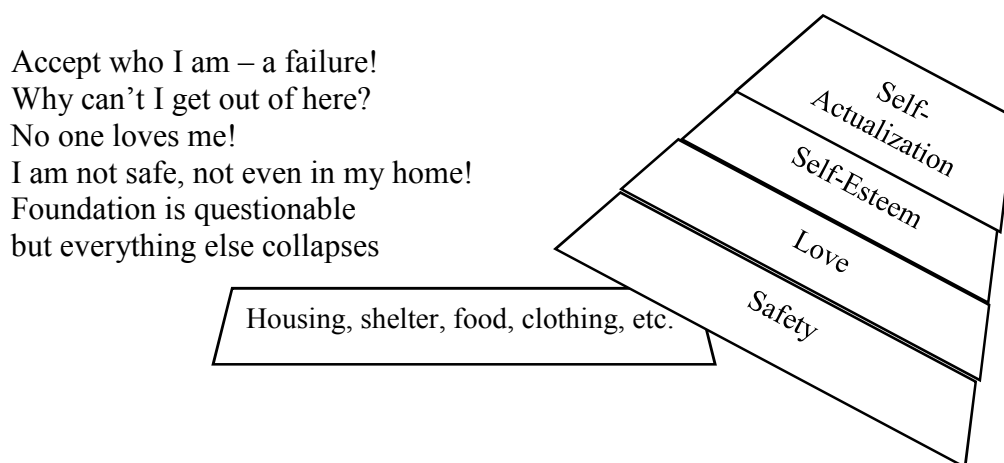 Accept who I am – a failure!
Why can't I get out of here?
No one loves me!
I am not safe, not even in my home!
Foundation is questionable
but everything else collapses
Self-
Actualization
Self-Esteem
Love
Safety
Housing, shelter, food, clothing, etc.